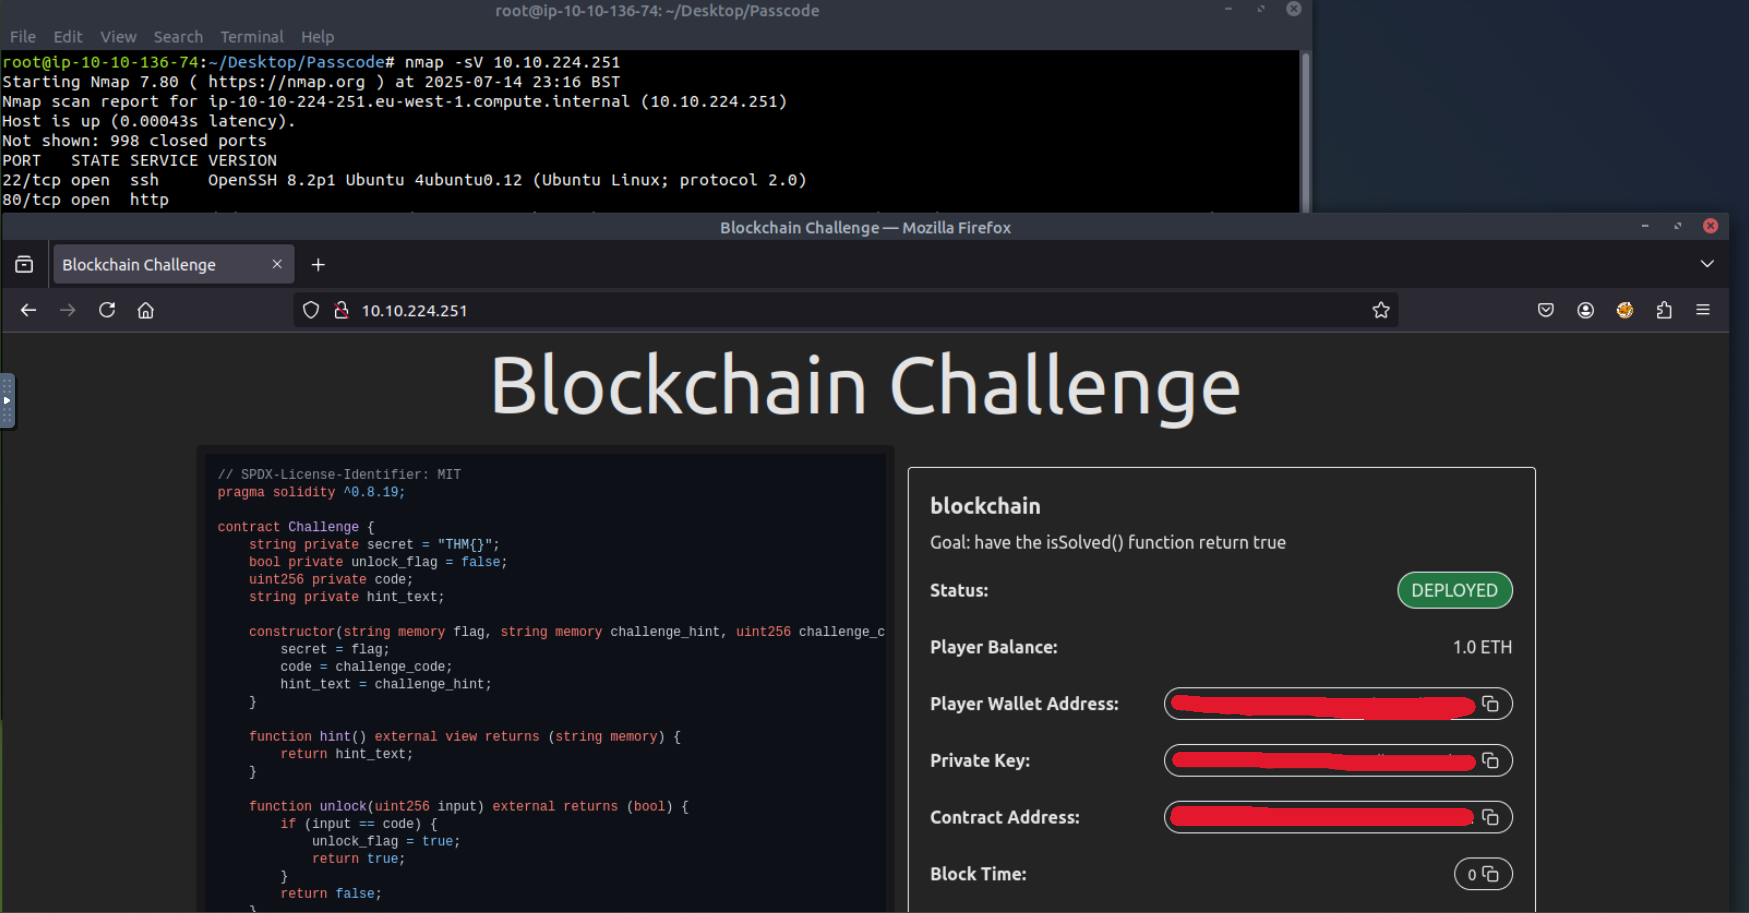 root@ip-10-10-136-74: ~/Desktop/Passcode
File Edit View Search Terminal Help
root@ip-10-10-136-74:~/Desktop/Passcode# nmap -sV 10.10.224.251
Starting Nmap 7.80 ( https://nmap.org ) at 2025-07-14 23:16 BST
Nmap scan report for ip-10-10-224-251.eu-west-1.compute.internal (10.10.224.251)
Host is up (0.00043s latency).
Not shown: 998 closed ports
PORT   STATE SERVICE VERSION
22/tcp open  ssh     OpenSSH 8.2p1 Ubuntu 4ubuntu0.12 (Ubuntu Linux; protocol 2.0)
80/tcp open  http
Blockchain Challenge — Mozilla Firefox
Blockchain Challenge
10.10.224.251
Blockchain Challenge
// SPDX-License-Identifier: MIT
pragma solidity ^0.8.19;
contract Challenge {
    string private secret = "THM{}";
    bool private unlock_flag = false;
    uint256 private code;
    string private hint_text;
    constructor(string memory flag, string memory challenge_hint, uint256 challenge_c
        secret = flag;
        code = challenge_code;
        hint_text = challenge_hint;
    }
    function hint() external view returns (string memory) {
        return hint_text;
    }
    function unlock(uint256 input) external returns (bool) {
        if (input == code) {
            unlock_flag = true;
            return true;
        }
        return false;
    }
blockchain
Goal: have the isSolved() function return true
Status: DEPLOYED
Player Balance: 1.0 ETH
Player Wallet Address:
Private Key:
Contract Address:
Block Time: 0